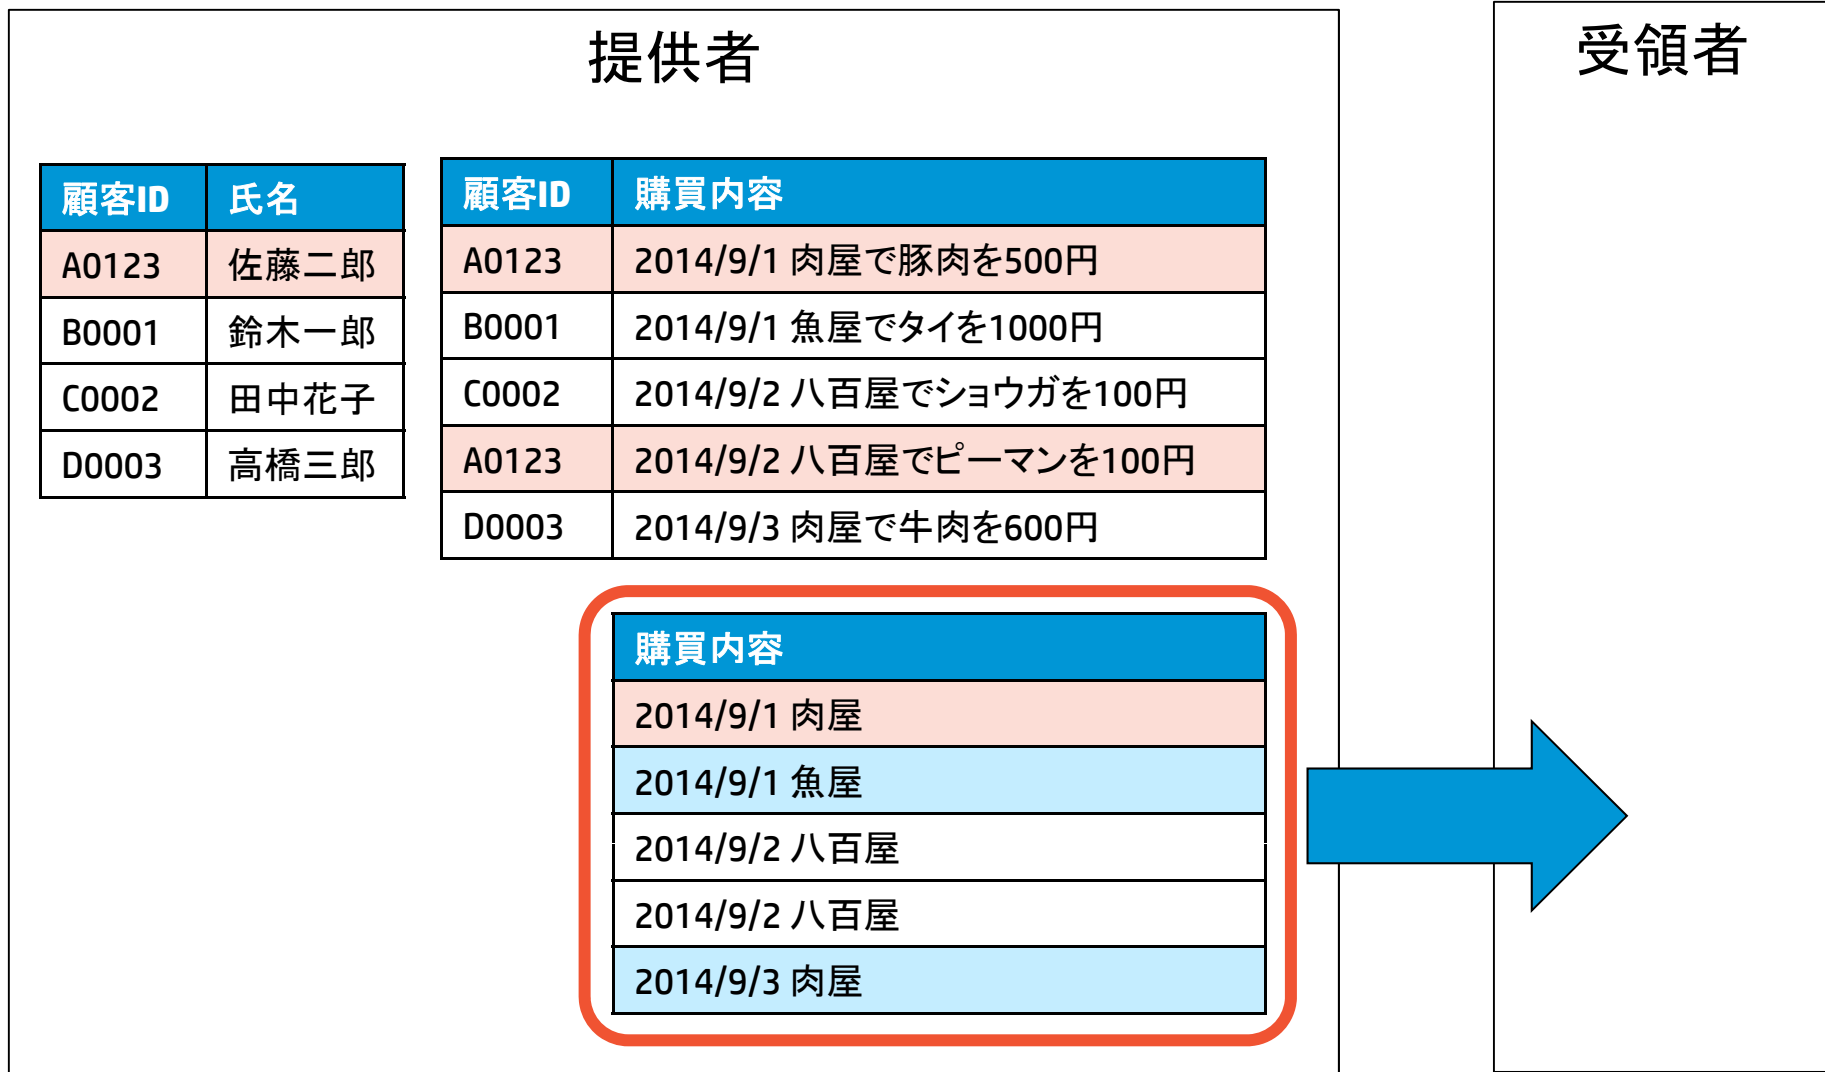 提供者
受領者
顧客ID 氏名
A0123 佐藤二郎
B0001 鈴木一郎
C0002 田中花子
D0003 高橋三郎
顧客ID 購買内容
A0123 2014/9/1 肉屋で豚肉を500円
B0001 2014/9/1 魚屋でタイを1000円
C0002 2014/9/2 八百屋でショウガを100円
A0123 2014/9/2 八百屋でピーマンを100円
D0003 2014/9/3 肉屋で牛肉を600円
購買内容
2014/9/1 肉屋
2014/9/1 魚屋
2014/9/2 八百屋
2014/9/2 八百屋
2014/9/3 肉屋